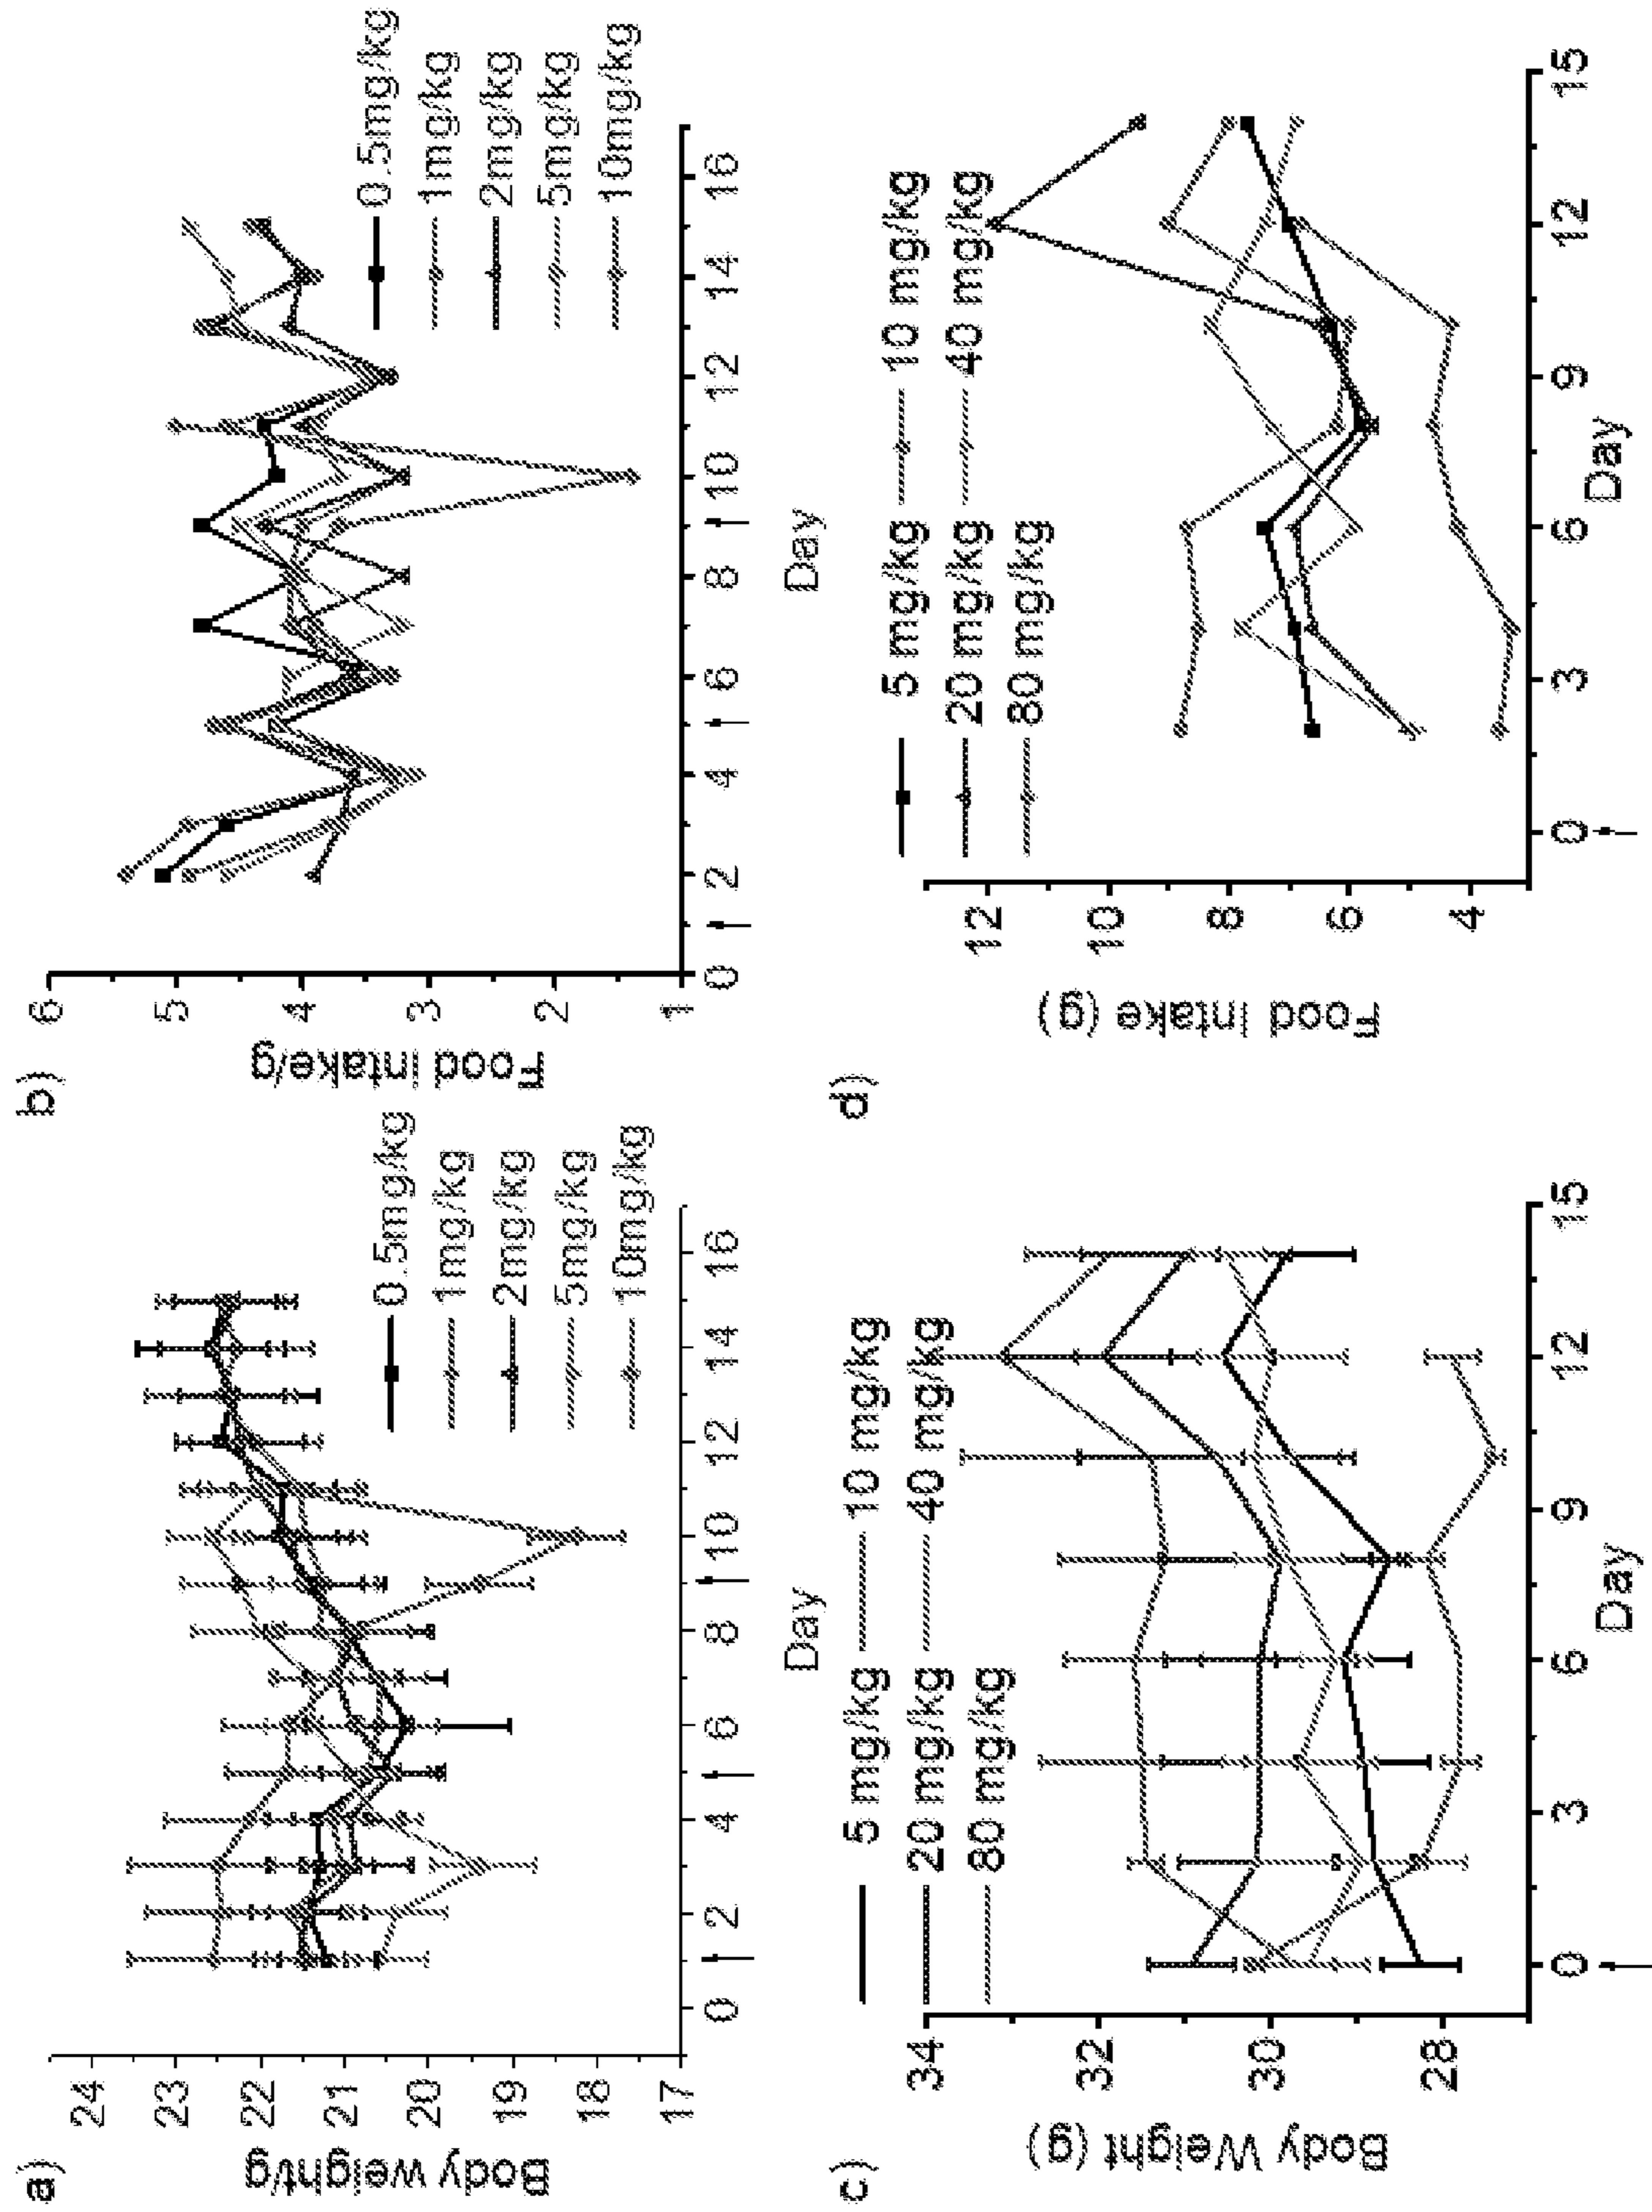 a)
Body weight/g
24
23
22
21
20
19
18
17
0 2 4 6 8 10 12 14 16
Day
0.5mg/kg
1mg/kg
2mg/kg
5mg/kg
10mg/kg
b)
Food intake/g
6
5
4
3
2
1
0 2 4 6 8 10 12 14 16
Day
0.5mg/kg
1mg/kg
2mg/kg
5mg/kg
10mg/kg
c)
Body Weight (g)
34
32
30
28
0 3 6 9 12 15
Day
5 mg/kg 10 mg/kg
20 mg/kg 40 mg/kg
80 mg/kg
d)
Food Intake (g)
12
10
8
6
4
0 3 6 9 12 15
Day
5 mg/kg 10 mg/kg
20 mg/kg 40 mg/kg
80 mg/kg